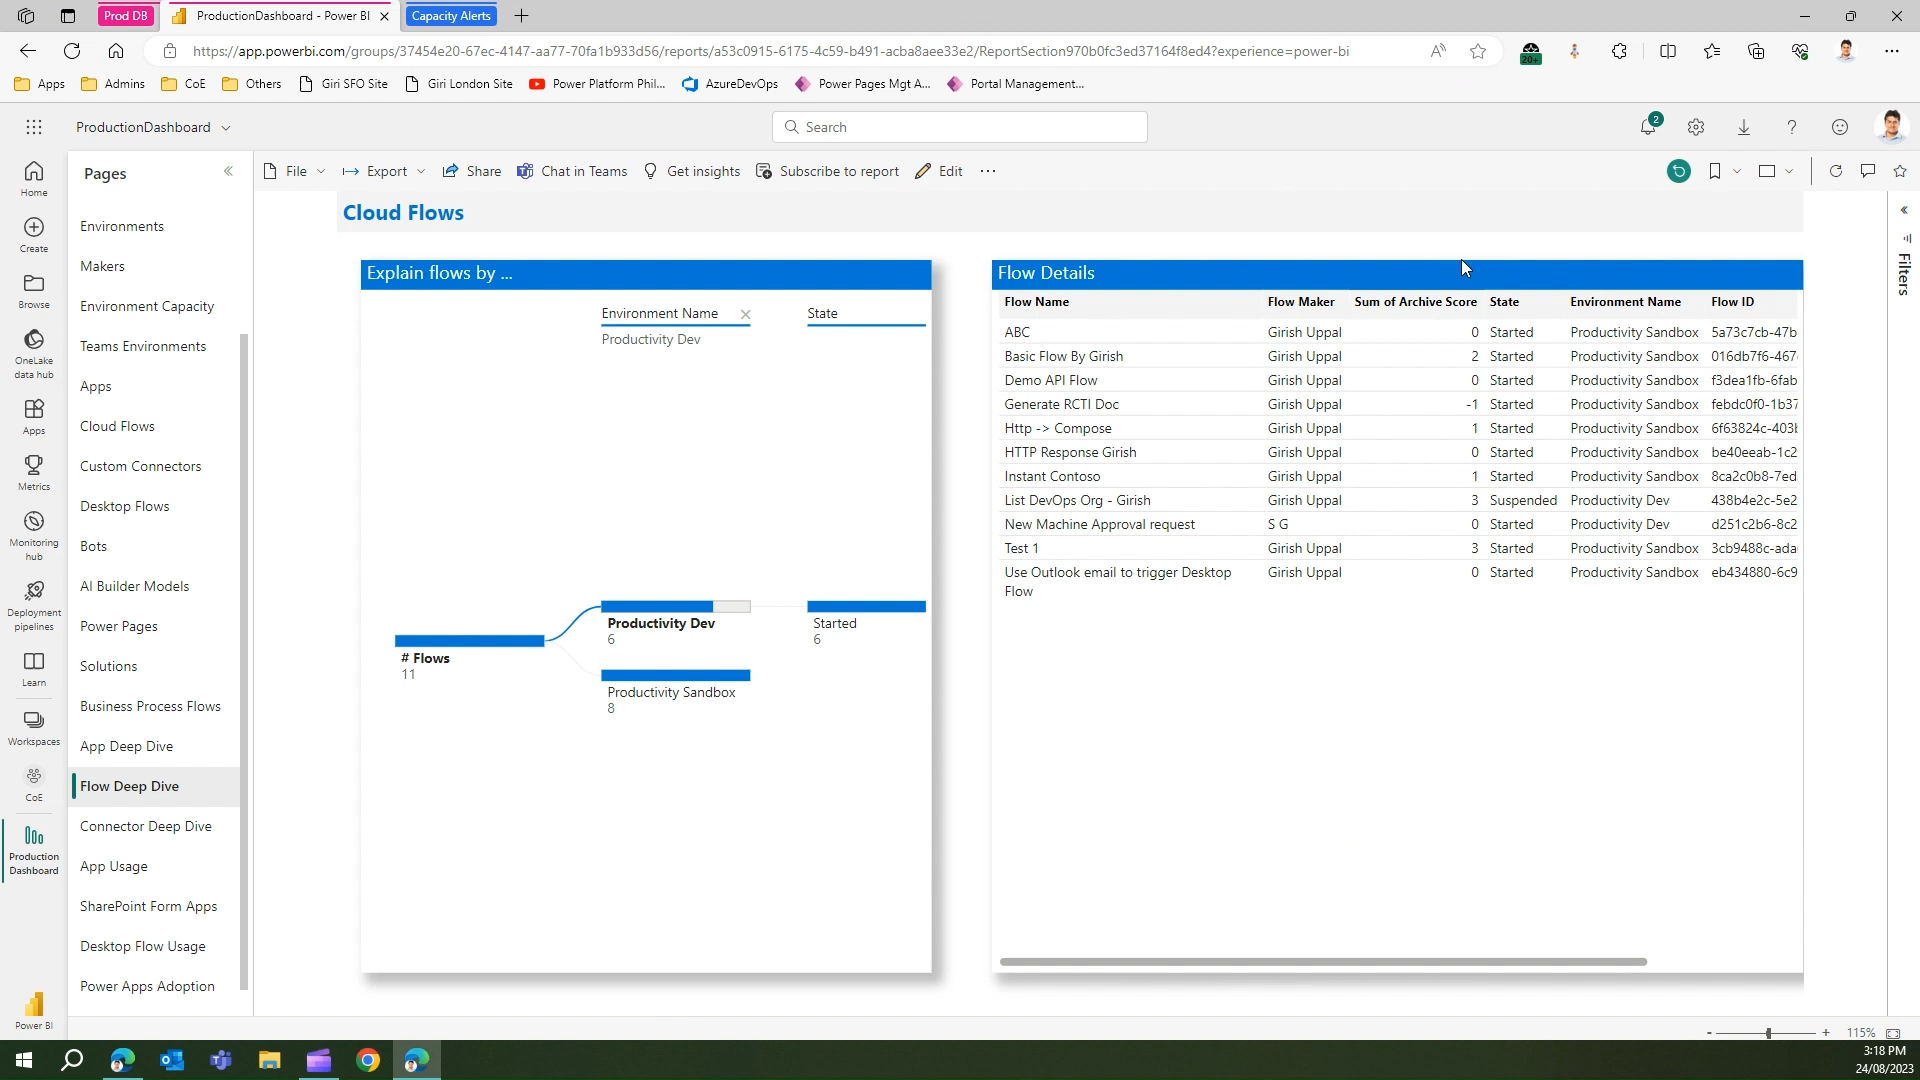 Prod DB
ProductionDashboard - Power BI
Capacity Alerts
https://app.powerbi.com/groups/37454e20-67ec-4147-aa77-70fa1b933d56/reports/a53c0915-6175-4c59-b491-acba8aee33e2/ReportSection970b0fc3ed37164f8ed4?experience=power-bi
20+
Apps
Admins
CoE
Others
Giri SFO Site
Giri London Site
Power Platform Phil...
AzureDevOps
Power Pages Mgt A...
Portal Management...
ProductionDashboard
Search
2
Home
Create
Browse
OneLake
data hub
Apps
Metrics
Monitoring
hub
Deployment
pipelines
Learn
Workspaces
CoE
Production
Dashboard
Power BI
Pages
Environments
Makers
Environment Capacity
Teams Environments
Apps
Cloud Flows
Custom Connectors
Desktop Flows
Bots
AI Builder Models
Power Pages
Solutions
Business Process Flows
App Deep Dive
Flow Deep Dive
Connector Deep Dive
App Usage
SharePoint Form Apps
Desktop Flow Usage
Power Apps Adoption
File
Export
Share
Chat in Teams
Get insights
Subscribe to report
Edit
Cloud Flows
Explain flows by ...
Environment Name
State
Productivity Dev
# Flows
11
Productivity Dev
6
Started
6
Productivity Sandbox
8
Flow Details
Flow Name Flow Maker Sum of Archive Score State Environment Name Flow ID
ABC Girish Uppal 0 Started Productivity Sandbox 5a73c7cb-47b
Basic Flow By Girish Girish Uppal 2 Started Productivity Sandbox 016db7f6-467
Demo API Flow Girish Uppal 0 Started Productivity Sandbox f3dea1fb-6fab
Generate RCTI Doc Girish Uppal -1 Started Productivity Sandbox febdc0f0-1b37
Http -> Compose Girish Uppal 1 Started Productivity Sandbox 6f63824c-403b
HTTP Response Girish Girish Uppal 0 Started Productivity Sandbox be40eeab-1c2
Instant Contoso Girish Uppal 1 Started Productivity Sandbox 8ca2c0b8-7ed
List DevOps Org - Girish Girish Uppal 3 Suspended Productivity Dev 438b4e2c-5e2
New Machine Approval request S G 0 Started Productivity Dev d251c2b6-8c2
Test 1 Girish Uppal 3 Started Productivity Sandbox 3cb9488c-ada
Use Outlook email to trigger Desktop Girish Uppal 0 Started Productivity Sandbox eb434880-6c9
Flow
Filters
- + 115%
3:18 PM
24/08/2023